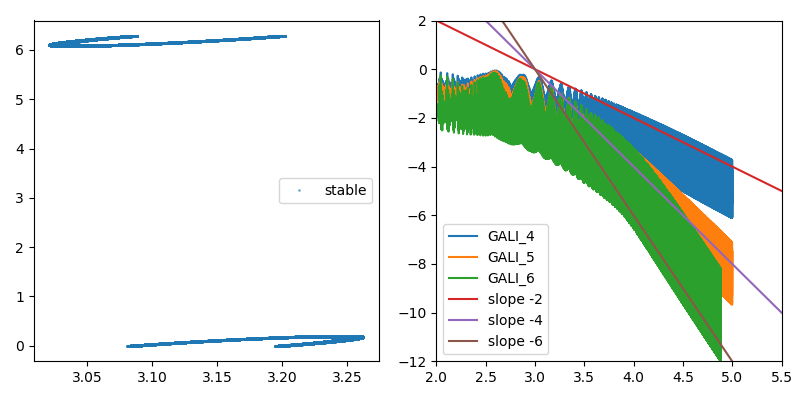 6
5
4
3
2
1
0
3.05 3.10 3.15 3.20 3.25
stable
2
0
−2
−4
−6
−8
−10
−12
2.0 2.5 3.0 3.5 4.0 4.5 5.0 5.5
GALI_4
GALI_5
GALI_6
slope -2
slope -4
slope -6